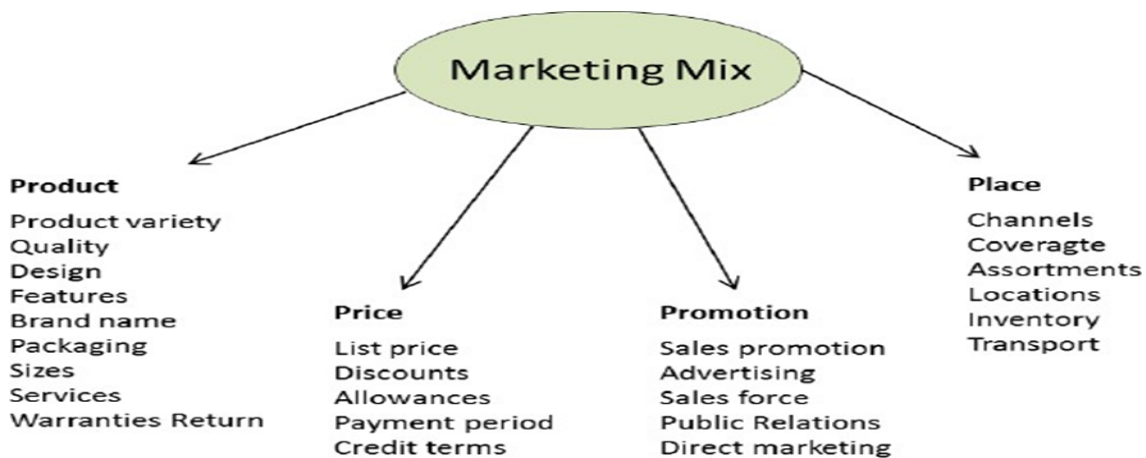 Marketing Mix
Product
Product variety
Quality
Design
Features
Brand name
Packaging
Sizes
Services
Warranties Return
Price
List price
Discounts
Allowances
Payment period
Credit terms
Promotion
Sales promotion
Advertising
Sales force
Public Relations
Direct marketing
Place
Channels
Coveragte
Assortments
Locations
Inventory
Transport